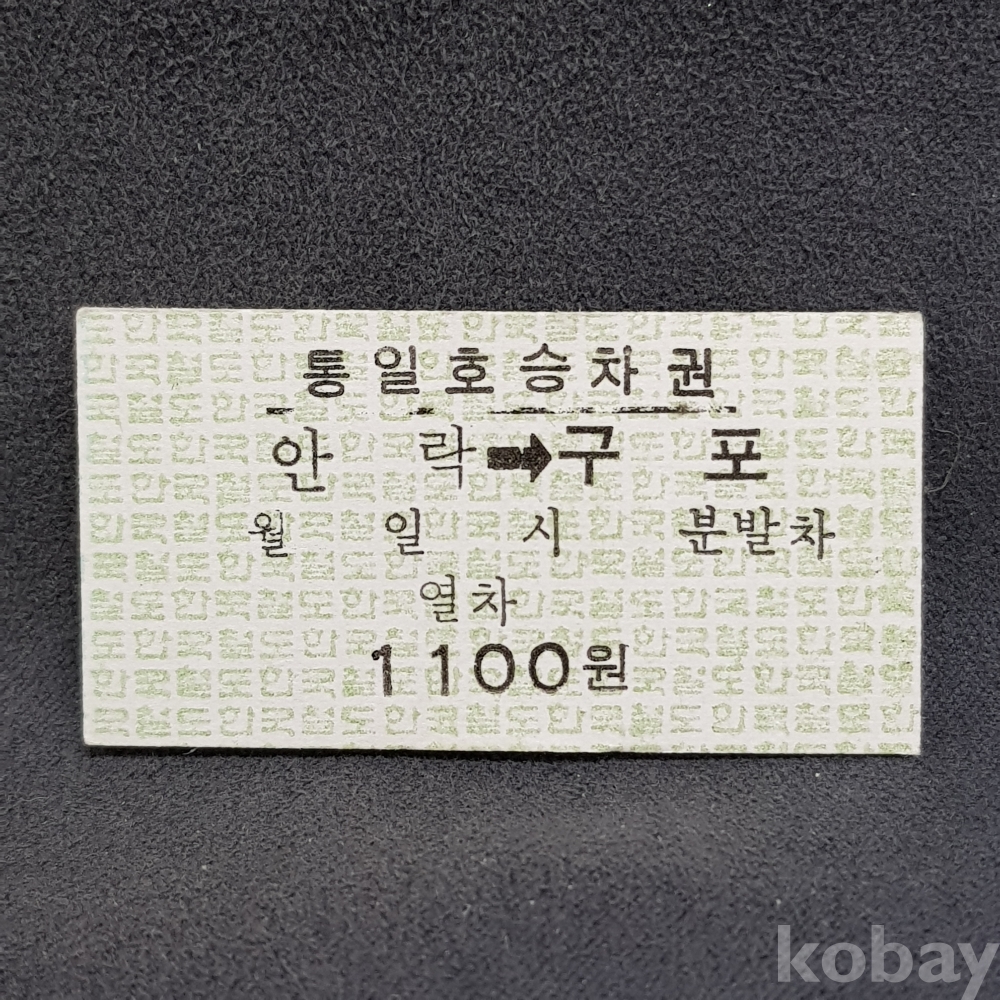 통일호승차권
안 락 ➡ 구 포
월 일 시 분발차
열차
1100원
kobay